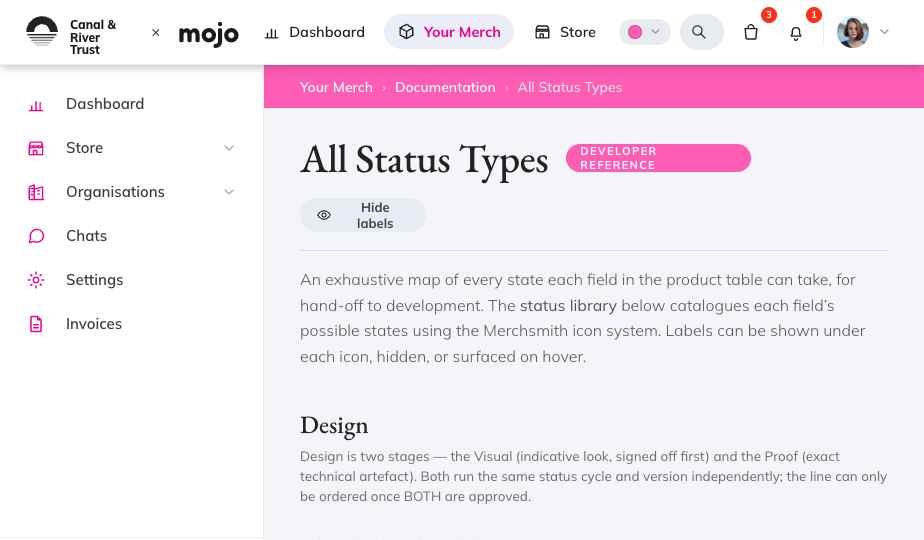 Canal &
River
Trust
×
mojo
Dashboard
Your Merch
Store
3
1
Dashboard
Store
Organisations
Chats
Settings
Invoices
Your Merch › Documentation › All Status Types
All Status Types
DEVELOPER
REFERENCE
Hide
labels
An exhaustive map of every state each field in the product table can take, for
hand-off to development. The status library below catalogues each field’s
possible states using the Merchsmith icon system. Labels can be shown under
each icon, hidden, or surfaced on hover.
Design
Design is two stages — the Visual (indicative look, signed off first) and the Proof (exact
technical artefact). Both run the same status cycle and version independently; the line can only
be ordered once BOTH are approved.